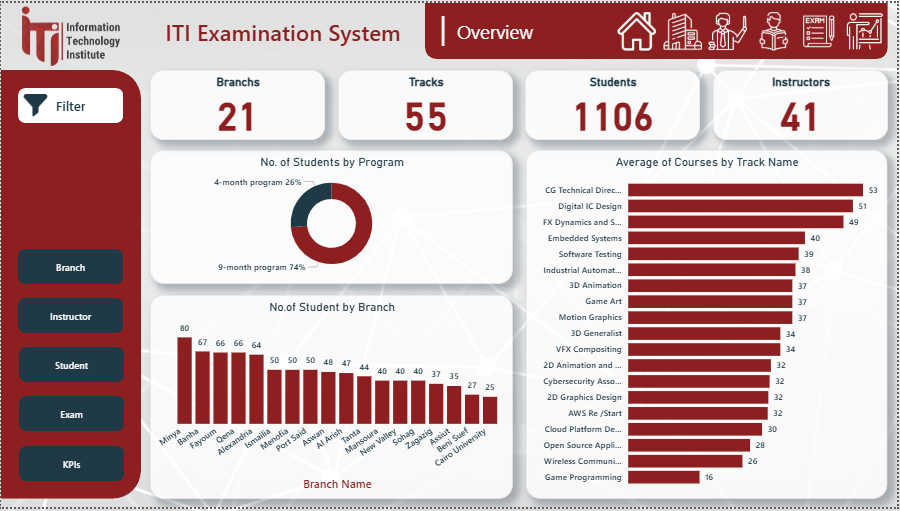 iTi
Information
Technology
Institute
ITI Examination System
Overview
EXAM
Filter
Branch
Instructor
Student
Exam
KPIs
Branchs
21
Tracks
55
Students
1106
Instructors
41
No. of Students by Program
4-month program 26%
9-month program 74%
No.of Student by Branch
80
67
66
66
64
50
50
50
48
47
44
40
40
40
37
35
27
25
Minya
Banha
Fayoum
Qena
Alexandria
Ismailia
Menofia
Port Said
Aswan
Al Arish
Tanta
Mansoura
New Valley
Sohag
Zagazig
Assiut
Beni Suef
Cairo University
Branch Name
Average of Courses by Track Name
CG Technical Direc... 53
Digital IC Design 51
FX Dynamics and S... 49
Embedded Systems 40
Software Testing 39
Industrial Automat... 38
3D Animation 37
Game Art 37
Motion Graphics 37
3D Generalist 34
VFX Compositing 34
2D Animation and ... 32
Cybersecurity Asso... 32
2D Graphics Design 32
AWS Re /Start 32
Cloud Platform De... 30
Open Source Appli... 28
Wireless Communi... 26
Game Programming 16